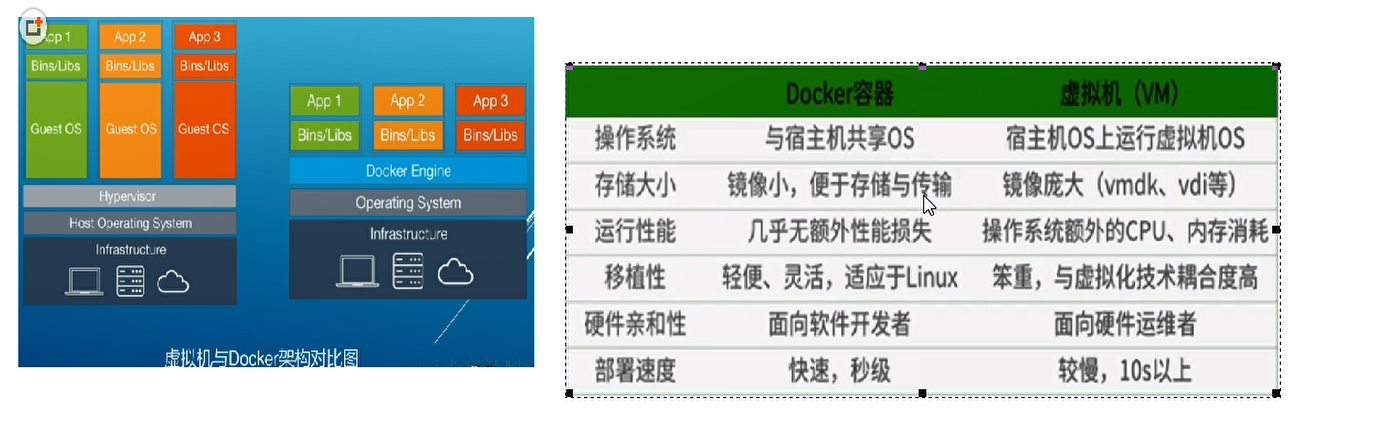 App 1 App 2 App 3
Bins/Libs Bins/Libs Bins/Libs
Guest OS Guest OS Guest OS
Hypervisor
Host Operating System
Infrastructure
App 1 App 2 App 3
Bins/Libs Bins/Libs Bins/Libs
Docker Engine
Operating System
Infrastructure
虚拟机与Docker架构对比图
Docker容器 虚拟机（VM）
操作系统 与宿主机共享OS 宿主机OS上运行虚拟机OS
存储大小 镜像小，便于存储与传输 镜像庞大（vmdk、vdi等）
运行性能 几乎无额外性能损失 操作系统额外的CPU、内存消耗
移植性 轻便、灵活，适应于Linux 笨重，与虚拟化技术耦合度高
硬件亲和性 面向软件开发者 面向硬件运维者
部署速度 快速，秒级 较慢，10s以上